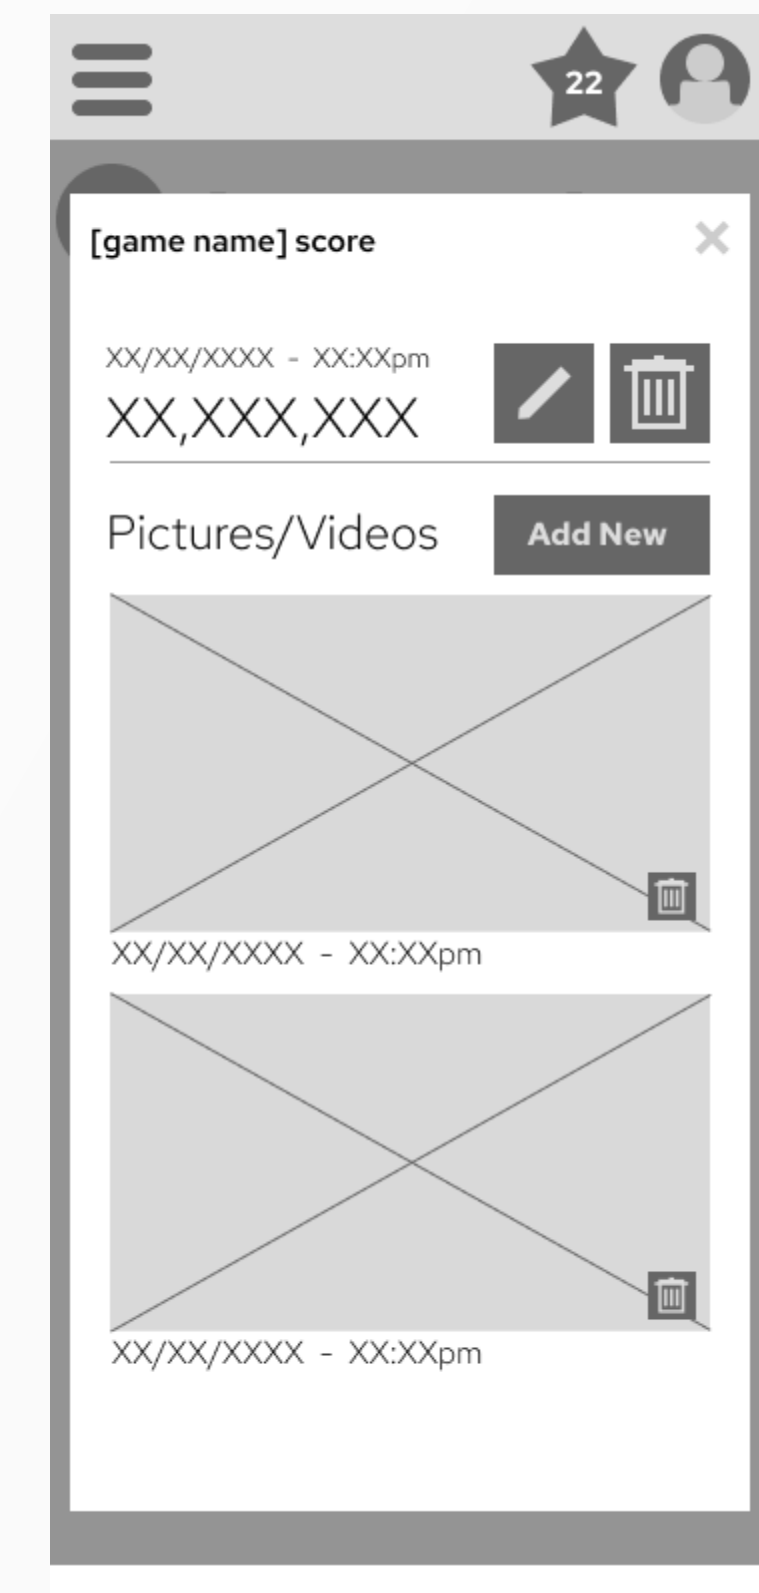 22
[game name] score
XX/XX/XXXX - XX:XXpm
XX,XXX,XXX
Pictures/Videos
Add New
XX/XX/XXXX - XX:XXpm
XX/XX/XXXX - XX:XXpm